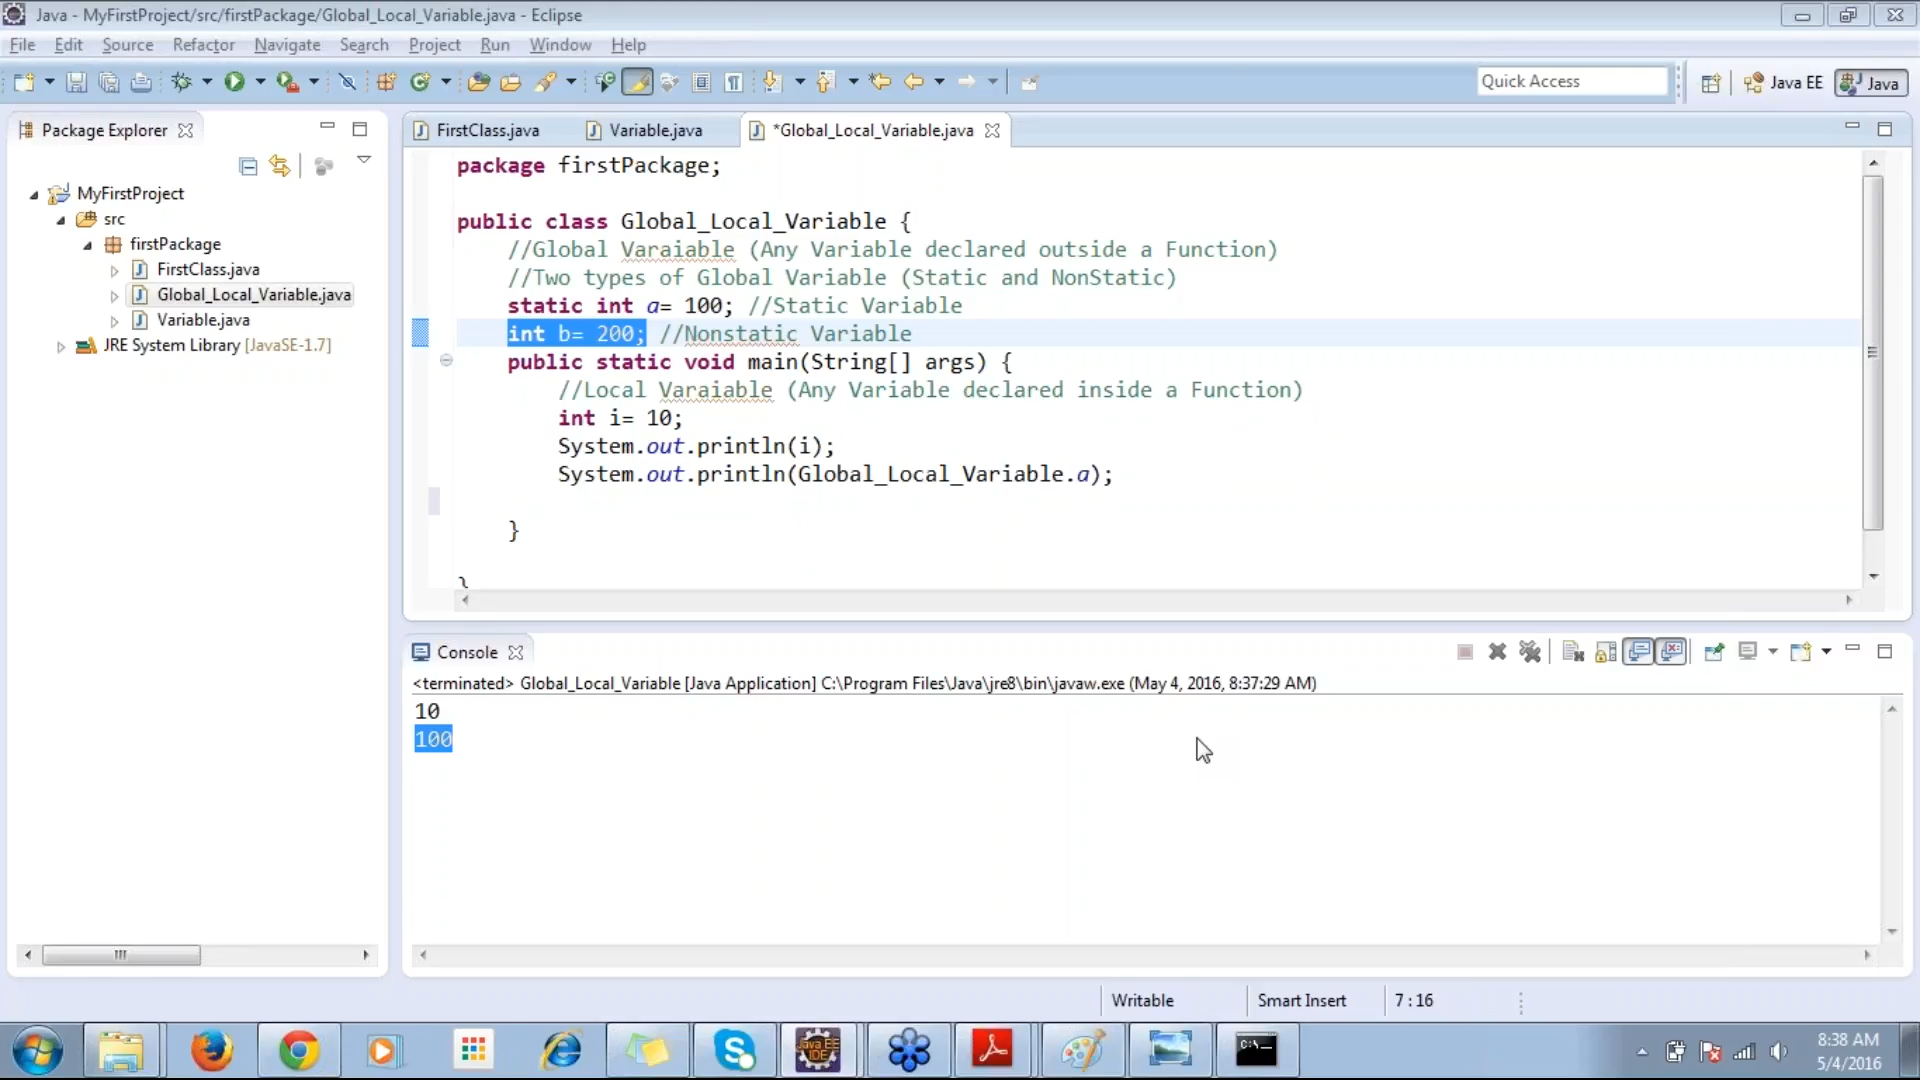 Java - MyFirstProject/src/firstPackage/Global_Local_Variable.java - Eclipse
File Edit Source Refactor Navigate Search Project Run Window Help
Quick Access Java EE Java
Package Explorer
MyFirstProject
src
firstPackage
FirstClass.java
Global_Local_Variable.java
Variable.java
JRE System Library [JavaSE-1.7]
FirstClass.java Variable.java *Global_Local_Variable.java
package firstPackage;
public class Global_Local_Variable {
//Global Varaiable (Any Variable declared outside a Function)
//Two types of Global Variable (Static and NonStatic)
static int a= 100; //Static Variable
int b= 200; //Nonstatic Variable
public static void main(String[] args) {
//Local Varaiable (Any Variable declared inside a Function)
int i= 10;
System.out.println(i);
System.out.println(Global_Local_Variable.a);
}
}
Console
<terminated> Global_Local_Variable [Java Application] C:\Program Files\Java\jre8\bin\javaw.exe (May 4, 2016, 8:37:29 AM)
10
100
Writable Smart Insert 7 : 16
Java EE
IDE
C:\_
8:38 AM
5/4/2016